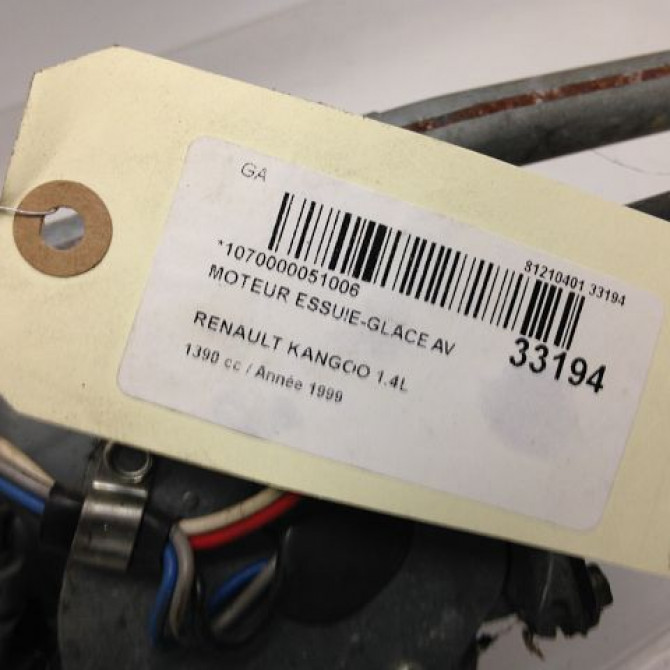 GA
81210401 33194
*1070000051006
MOTEUR ESSUIE-GLACE AV
33194
RENAULT KANGOO 1.4L
1390 cc / Année 1999